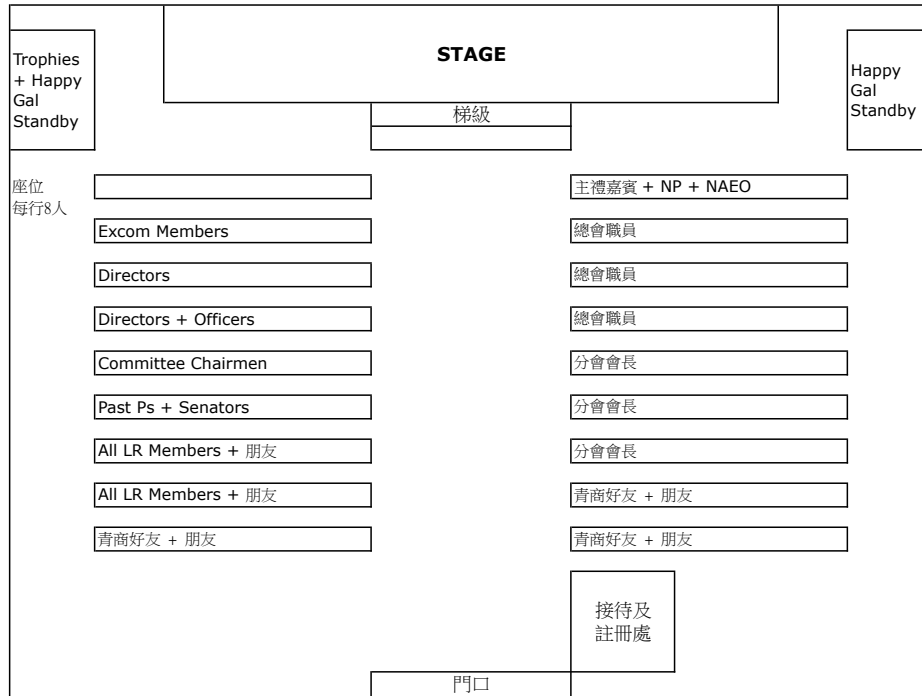 STAGE
Trophies
+ Happy
Gal
Standby
Happy
Gal
Standby
梯級
座位
每行8人
主禮嘉賓 + NP + NAEO
Excom Members
總會職員
Directors
總會職員
Directors + Officers
總會職員
Committee Chairmen
分會會長
Past Ps + Senators
分會會長
All LR Members + 朋友
分會會長
All LR Members + 朋友
青商好友 + 朋友
青商好友 + 朋友
青商好友 + 朋友
接待及
註冊處
門口